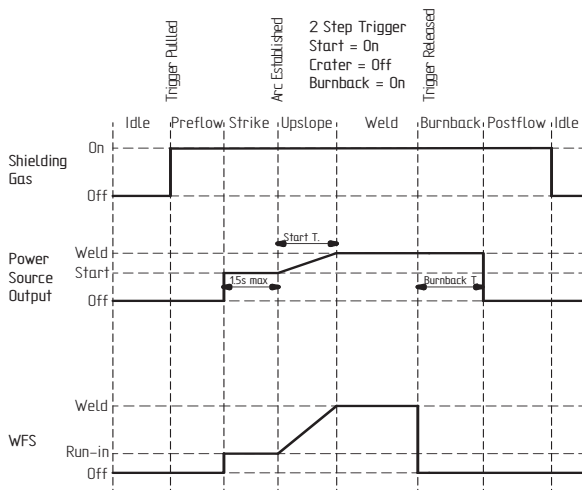 Trigger Pullled
Arc Established
2 Step Trigger
Start = On
Crater = Off
Burnback = On
Trigger Released
Idle Preflow Strike Upslope Weld Burnback Postflow Idle
Shielding
Gas
On
Off
Power
Source
Output
Weld
Start
Off
Start T.
15s max
Burnback T.
WFS
Weld
Run-in
Off